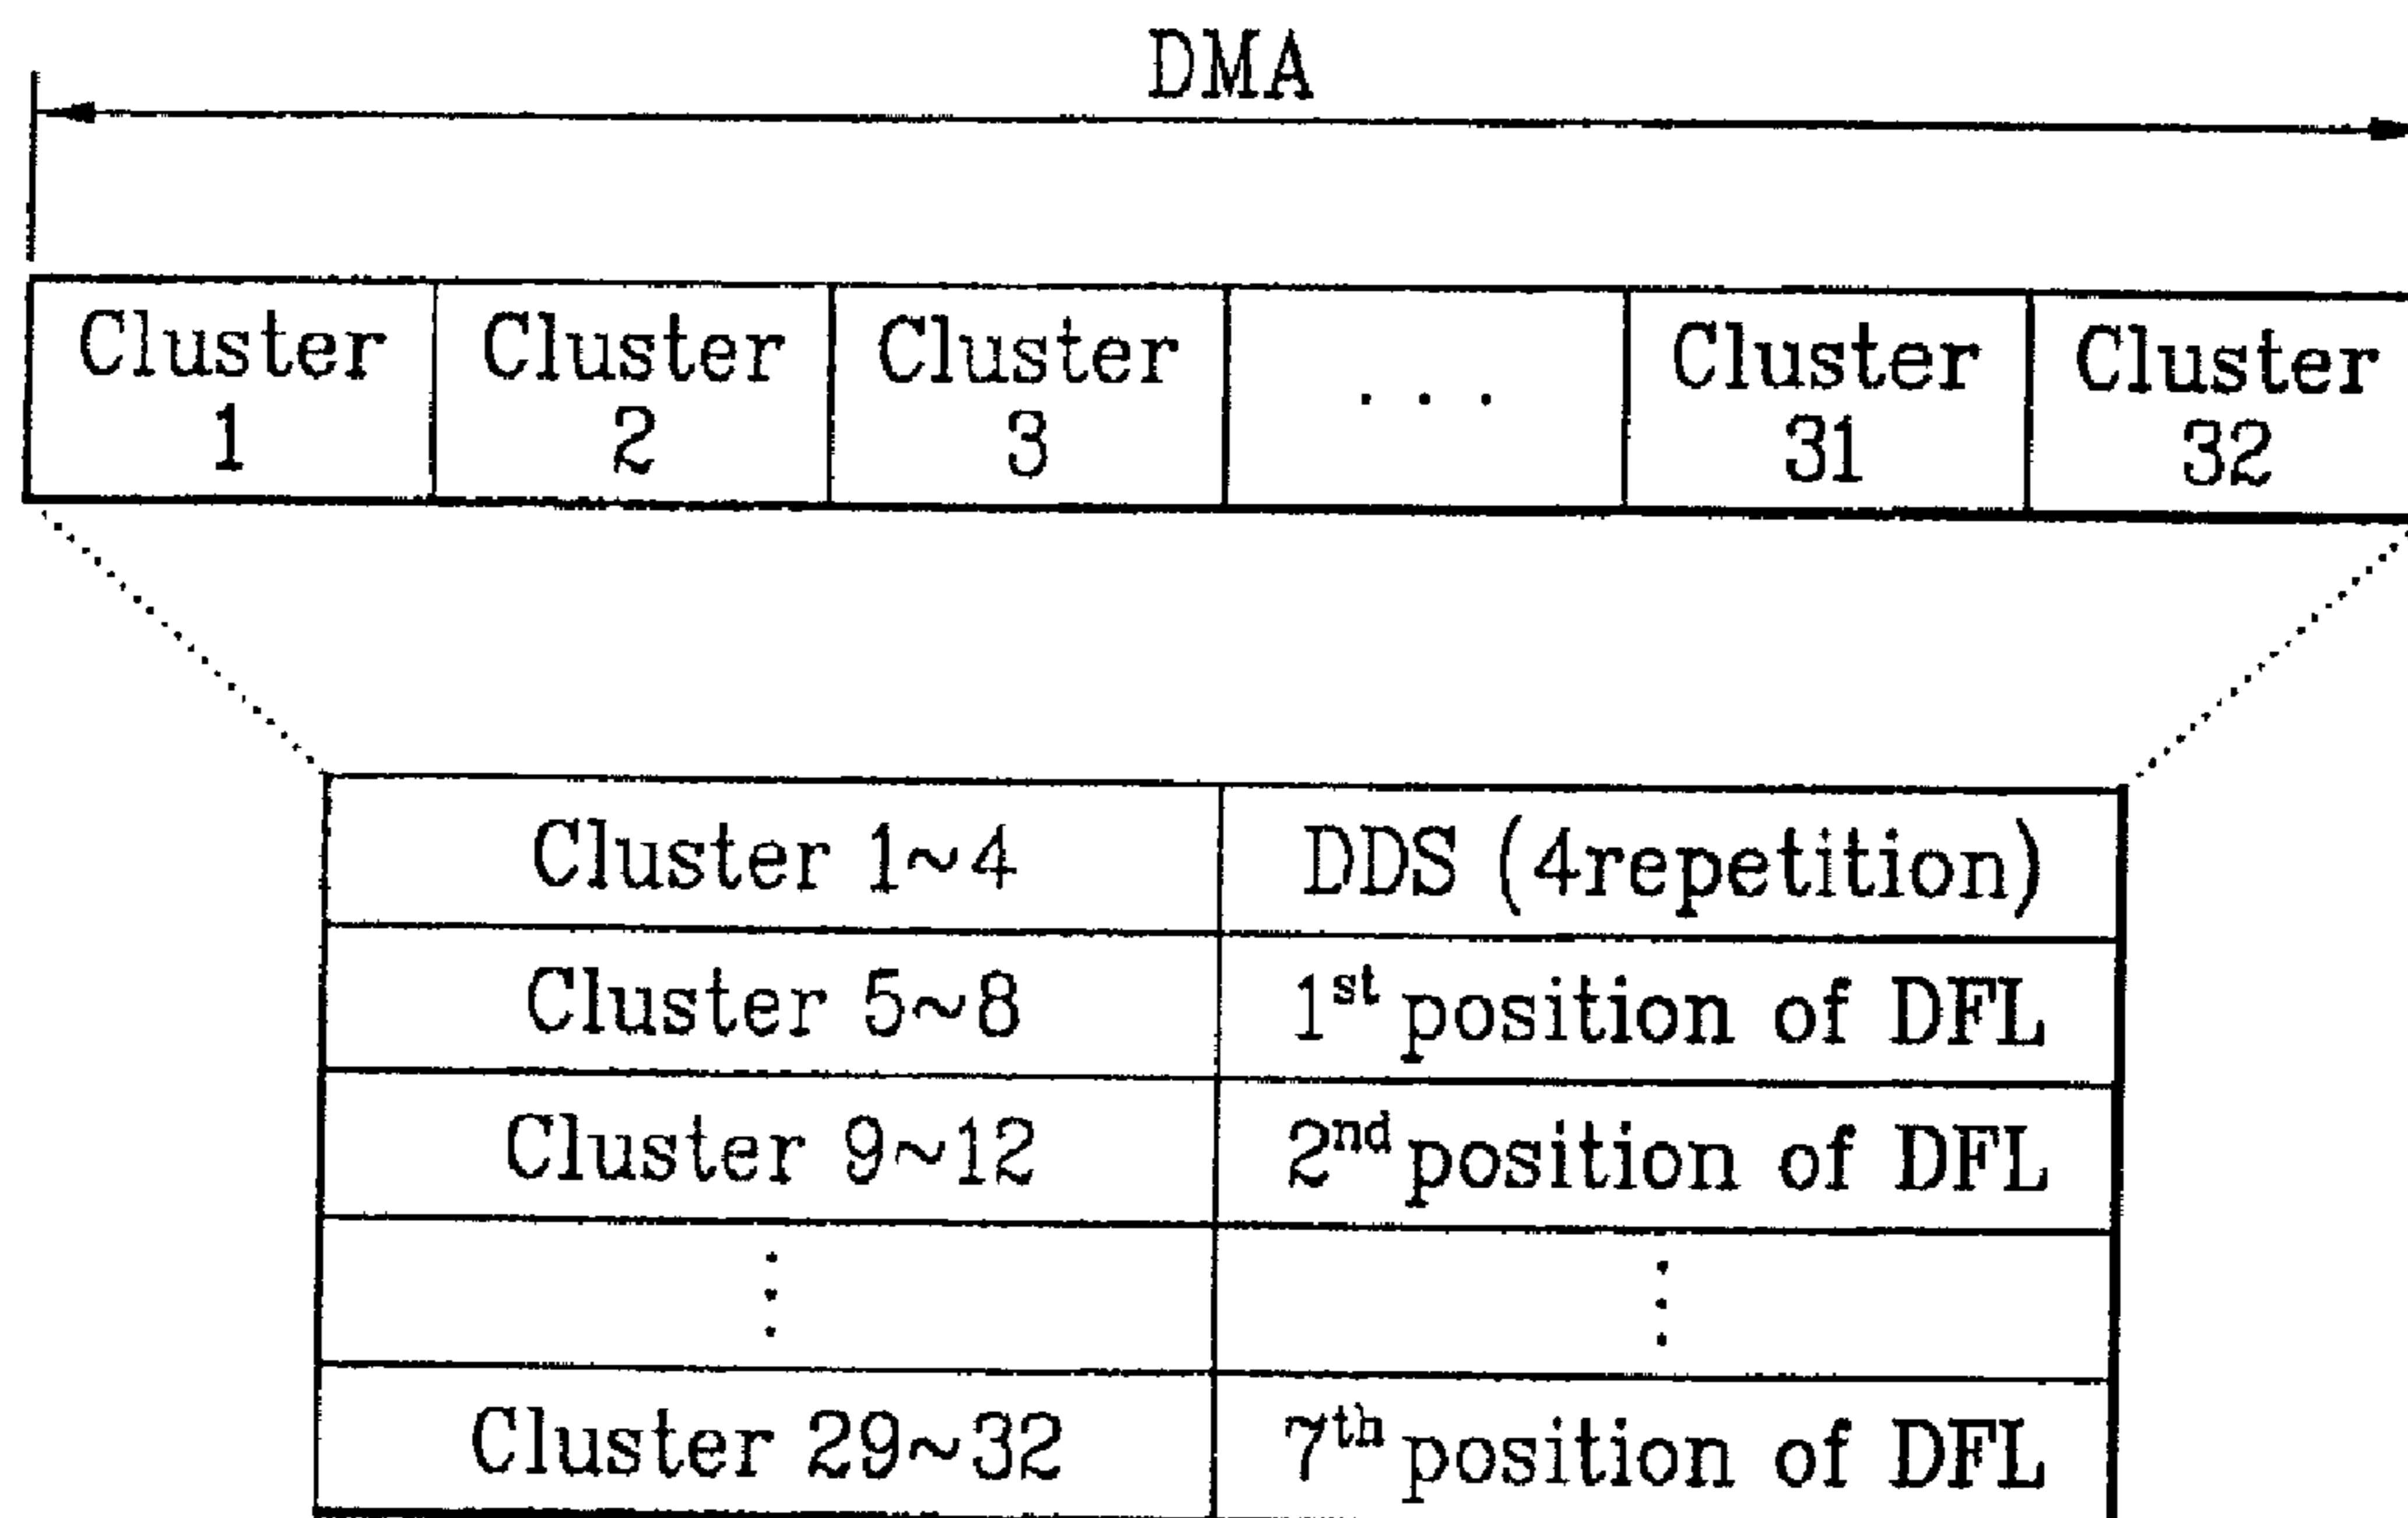 DMA
Cluster 1
Cluster 2
Cluster 3
. . .
Cluster 31
Cluster 32
Cluster 1~4 DDS (4repetition)
Cluster 5~8 1st position of DFL
Cluster 9~12 2nd position of DFL
Cluster 29~32 7th position of DFL